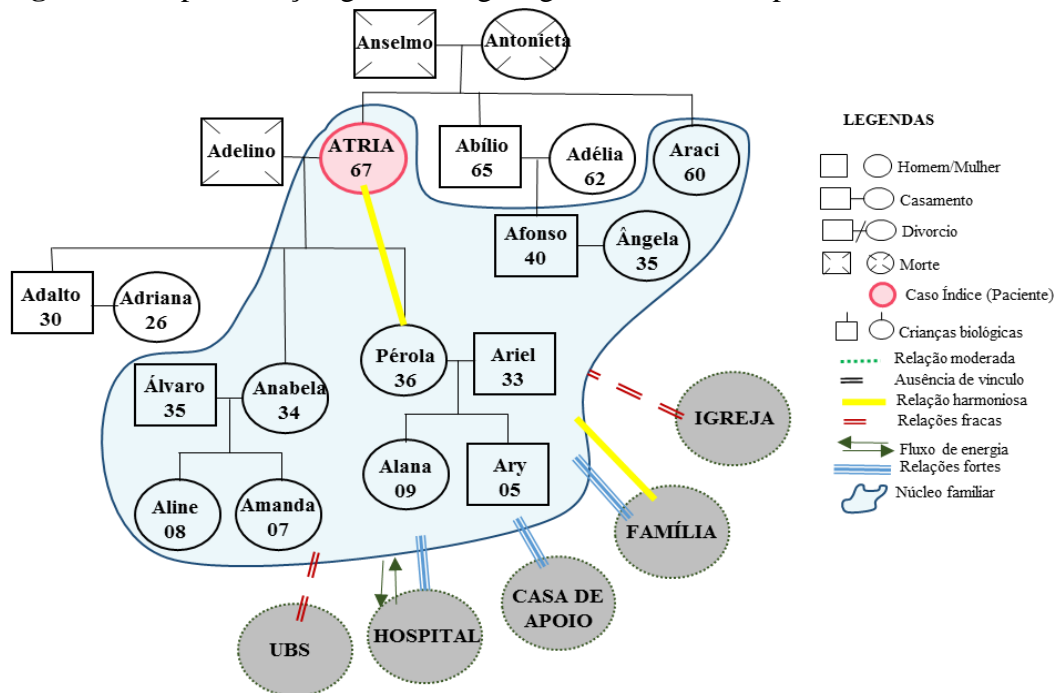 Anselmo
Antonieta
ATRIA
67
Adelino
Abílio
65
Adélia
62
Araci
60
Afonso
40
Ângela
35
Adalto
30
Adriana
26
Álvaro
35
Anabela
34
Pérola
36
Ariel
33
Aline
08
Amanda
07
Alana
09
Ary
05
IGREJA
FAMÍLIA
CASA DE
APOIO
HOSPITAL
UBS
LEGENDAS
Homem/Mulher
Casamento
Divorcio
Morte
Caso Índice (Paciente)
Crianças biológicas
Relação moderada
Ausência de vinculo
Relação harmoniosa
Relações fracas
Fluxo de energia
Relações fortes
Núcleo familiar